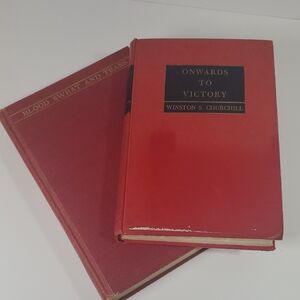 BLOOD SWEAT AND TEARS
ONWARDS
TO
VICTORY
WINSTON S. CHURCHILL